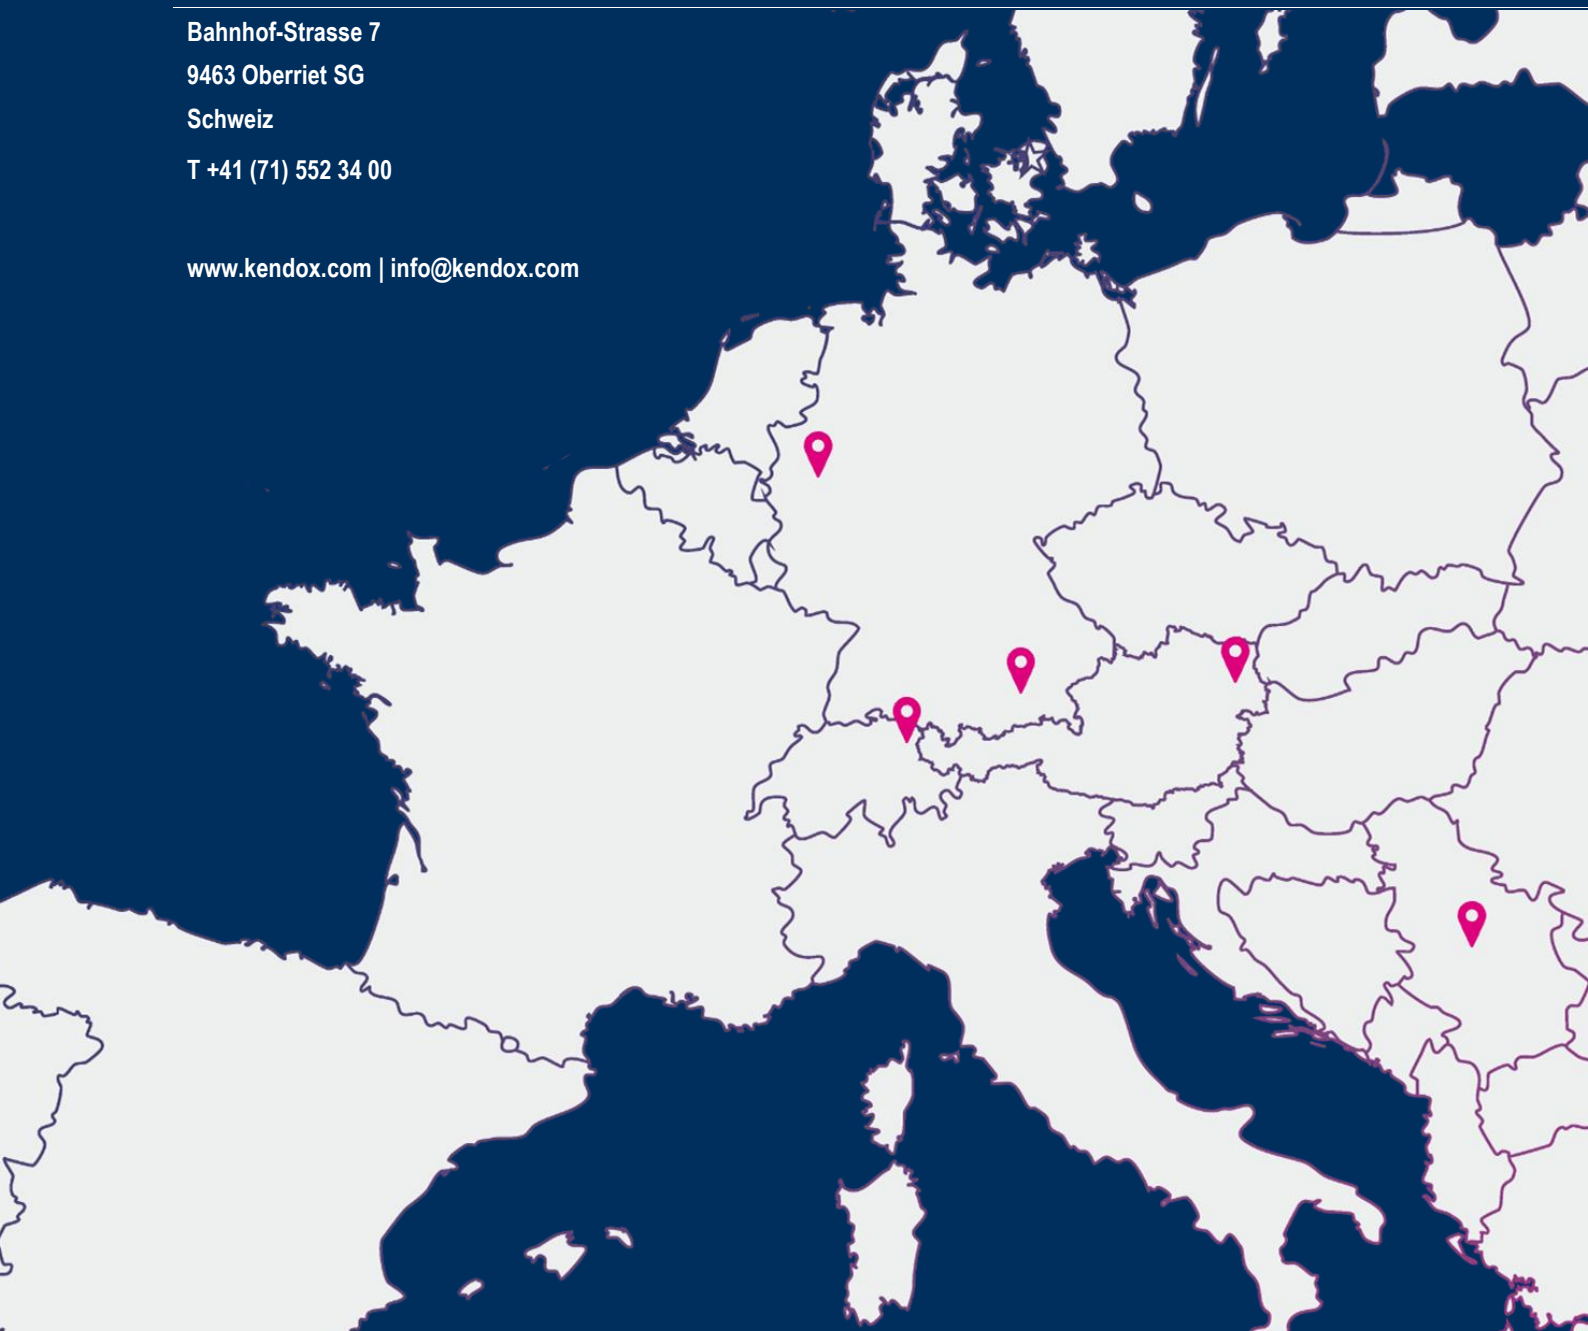 Bahnhof-Strasse 7
9463 Oberriet SG
Schweiz
T +41 (71) 552 34 00
www.kendox.com | info@kendox.com